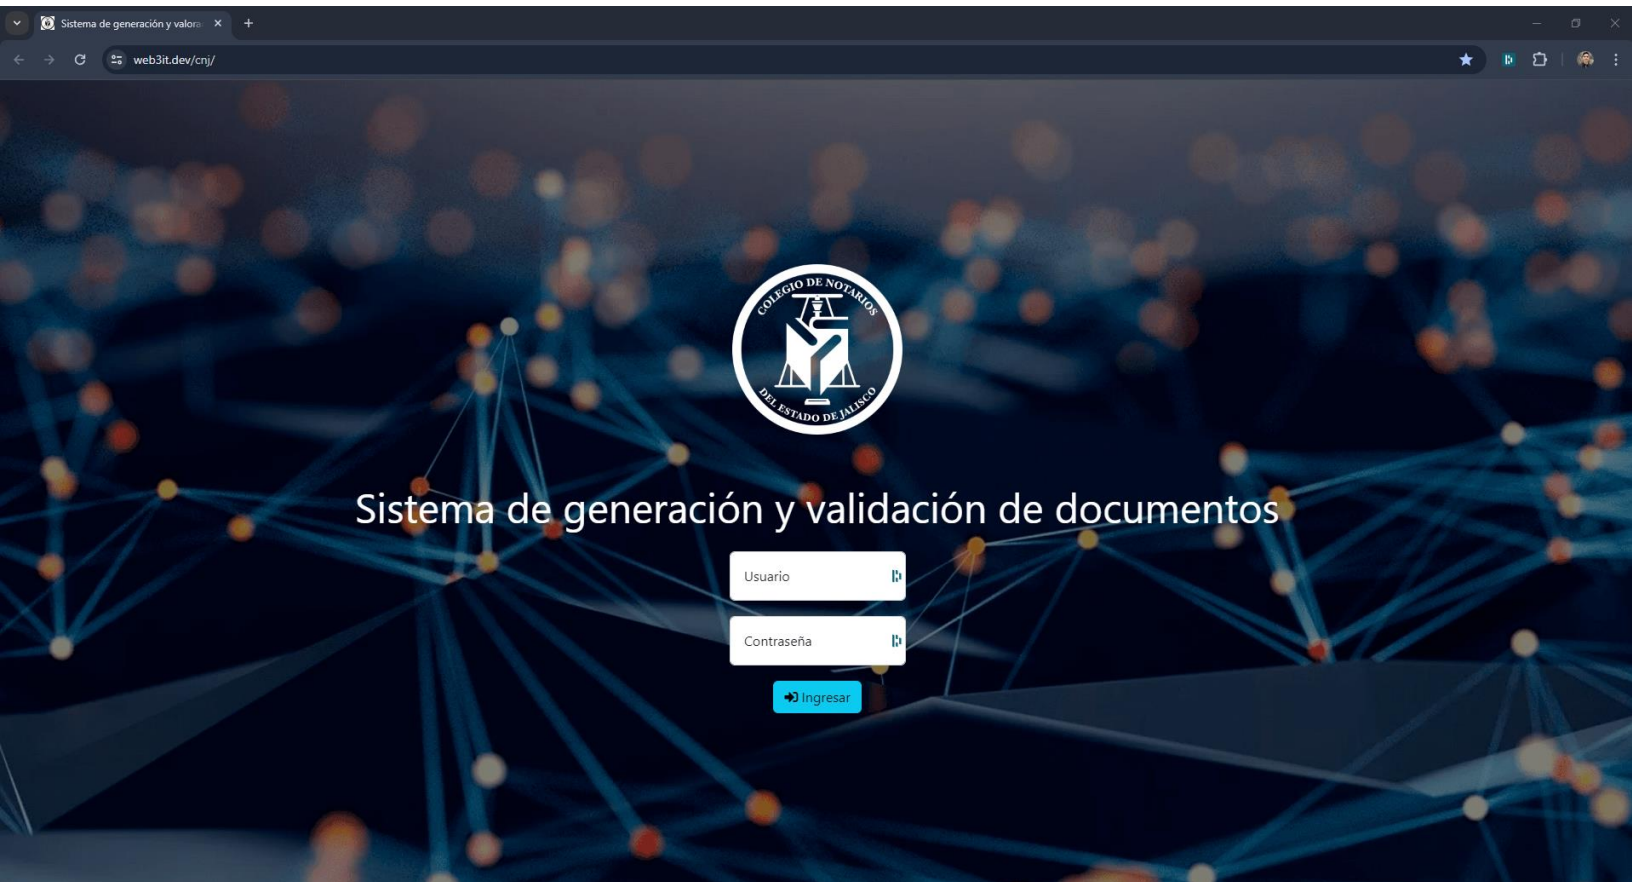 Sistema de generación y valora
web3it.dev/cnj/
COLEGIO DE NOTARIOS
DEL ESTADO DE JALISCO
Sistema de generación y validación de documentos
Usuario
Contraseña
Ingresar